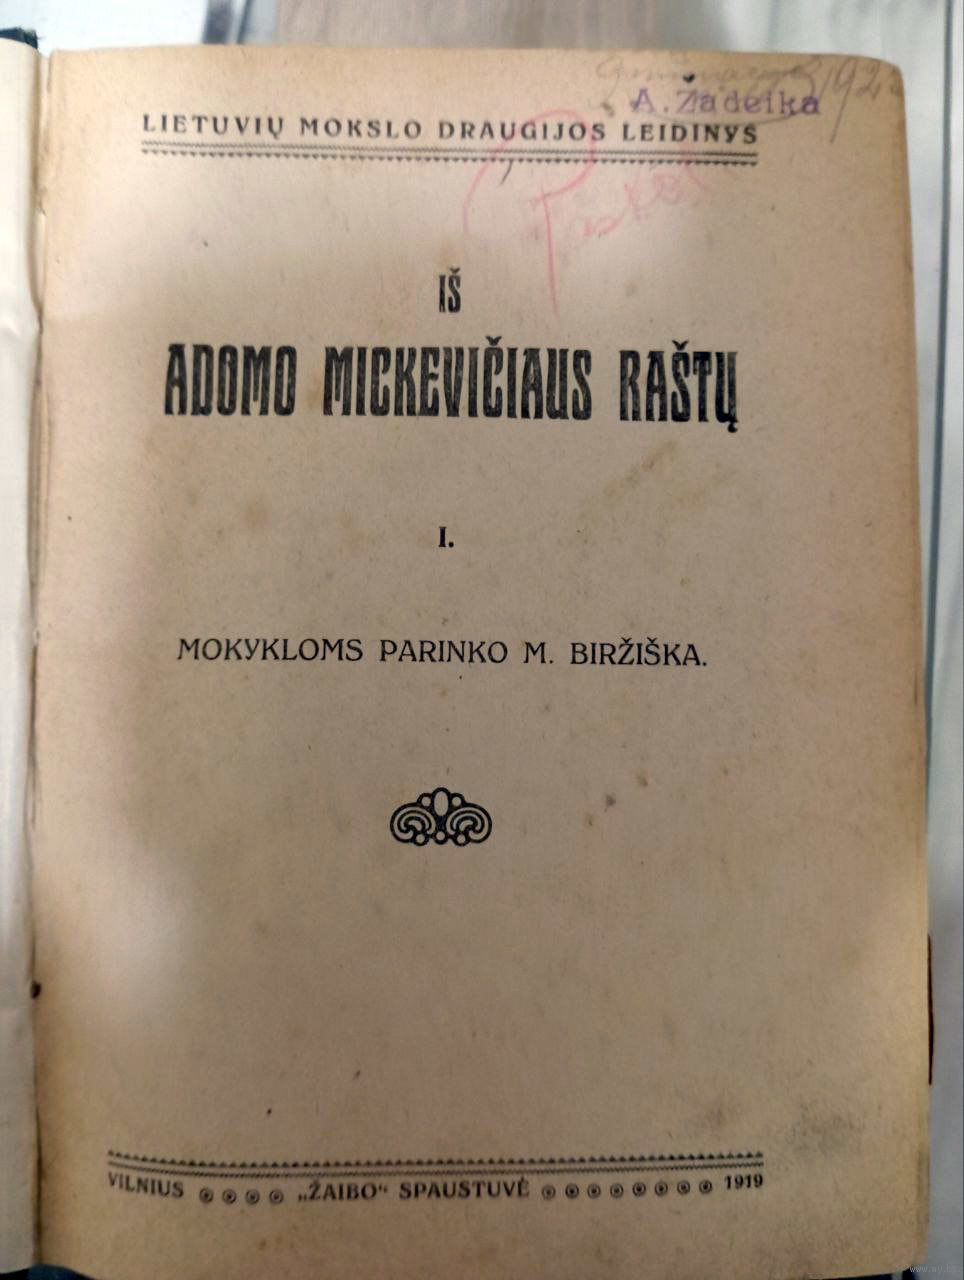 A. Žadeika
LIETUVIŲ MOKSLO DRAUGIJOS LEIDINYS
IŠ
ADOMO MICKEVIČIAUS RAŠTŲ
I.
MOKYKLOMS PARINKO M. BIRŽIŠKA.
VILNIUS „ŽAIBO“ SPAUSTUVĖ 1919